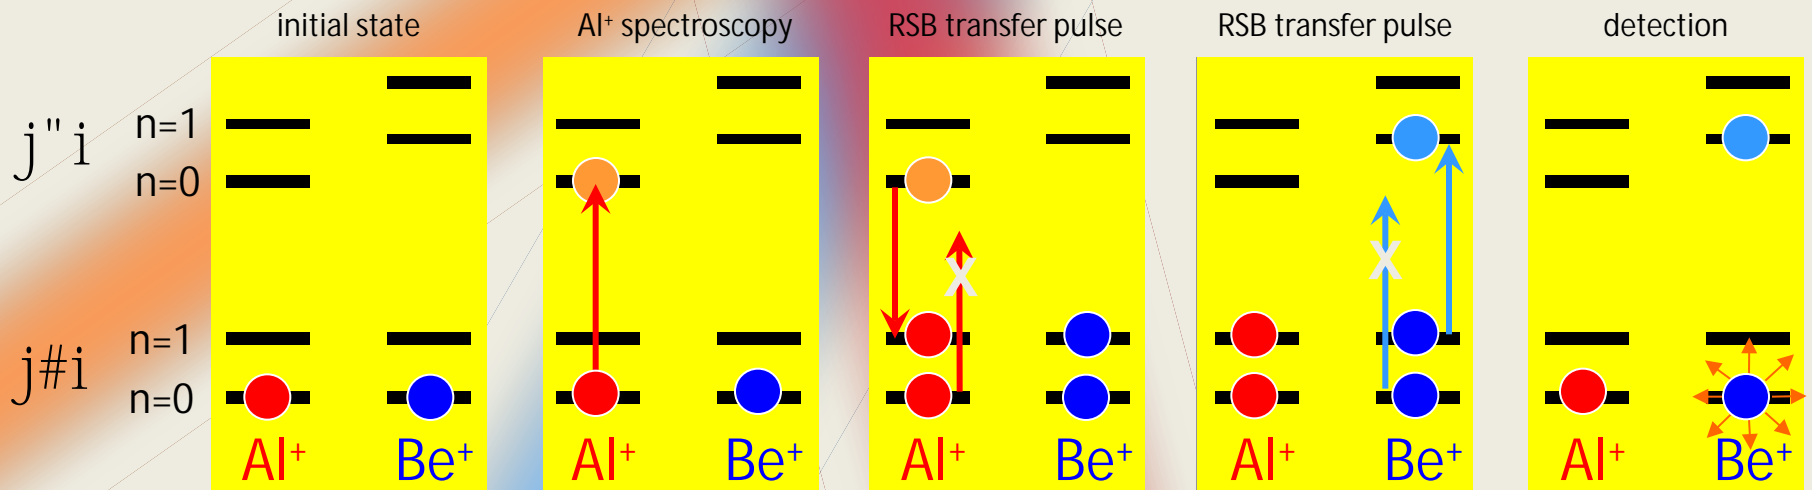 initial state
Al⁺ spectroscopy
RSB transfer pulse
RSB transfer pulse
detection
j"i
n=1
n=0
j#i
n=1
n=0
X
X
Al⁺ Be⁺
Al⁺ Be⁺
Al⁺ Be⁺
Al⁺ Be⁺
Al⁺ Be⁺